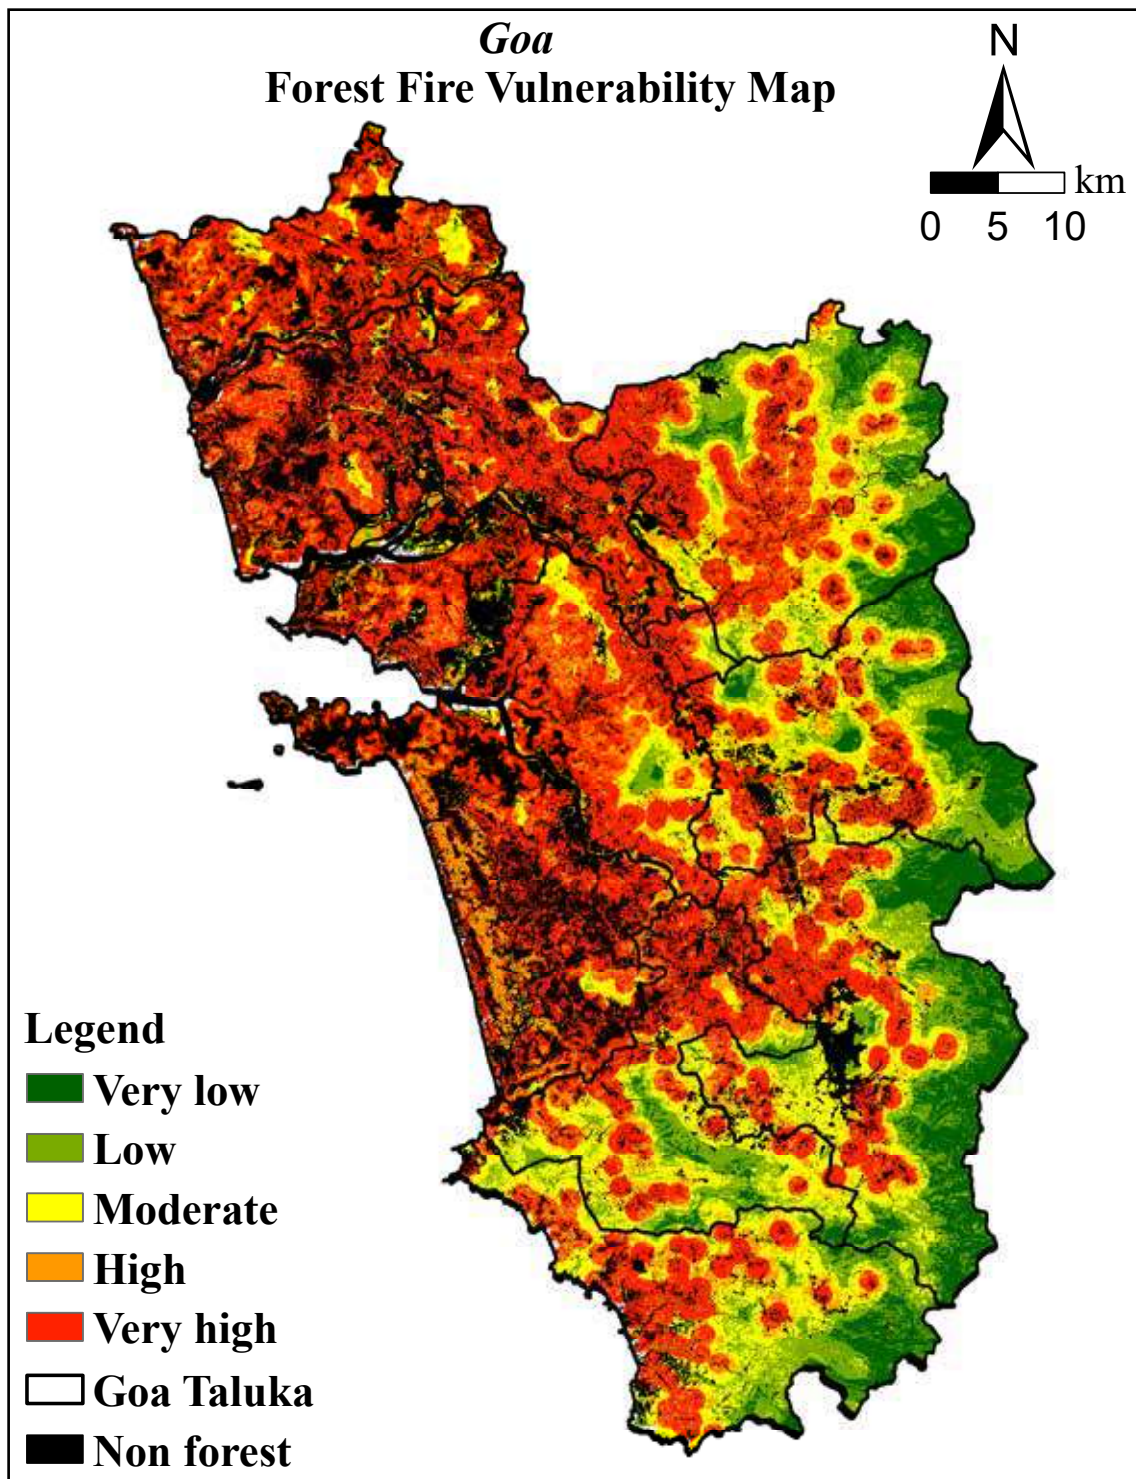 Goa
Forest Fire Vulnerability Map
N
km
0 5 10
Legend
Very low
Low
Moderate
High
Very high
Goa Taluka
Non forest